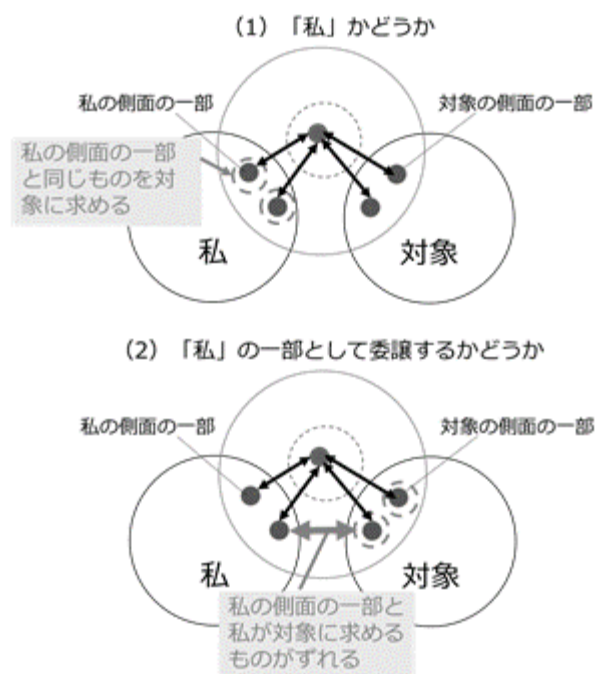 （1）「私」かどうか
私の側面の一部
対象の側面の一部
私の側面の一部
と同じものを対
象に求める
私
対象
（2）「私」の一部として委譲するかどうか
私の側面の一部
対象の側面の一部
私
対象
私の側面の一部と
私が対象に求める
ものがずれる